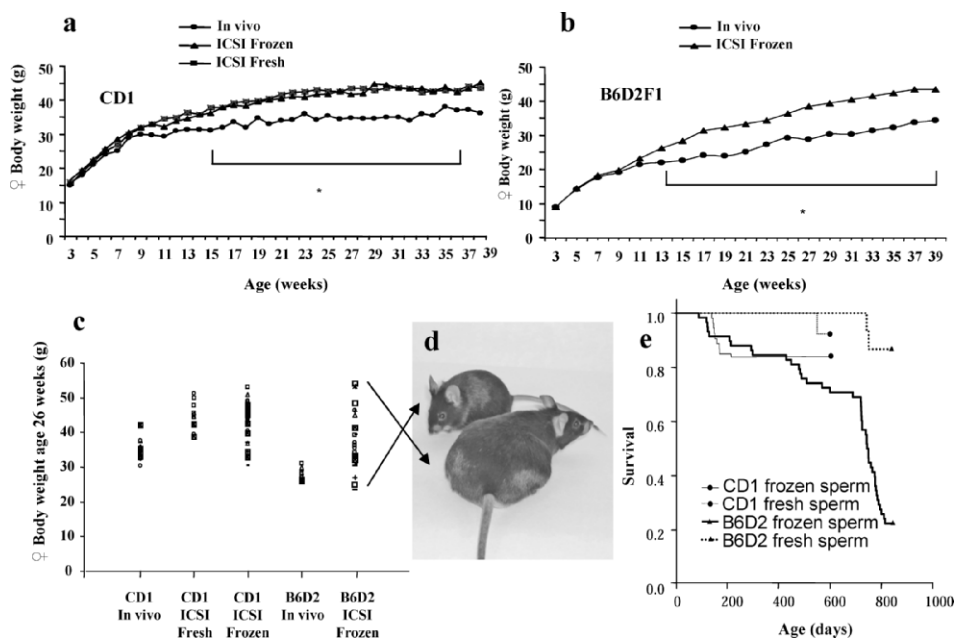 a
In vivo
ICSI Frozen
ICSI Fresh
CD1
♀ Body weight (g)
50
40
30
20
10
0
3 5 7 9 11 13 15 17 19 21 23 25 27 29 31 33 35 37 39
*
Age (weeks)
b
In vivo
ICSI Frozen
B6D2F1
♀ Body weight (g)
50
40
30
20
10
0
3 5 7 9 11 13 15 17 19 21 23 25 27 29 31 33 35 37 39
*
Age (weeks)
c
♀ Body weight age 26 weeks (g)
60
50
40
30
20
10
0
CD1
In vivo
CD1
ICSI
Fresh
CD1
ICSI
Frozen
B6D2
In vivo
B6D2
ICSI
Frozen
d
e
Survival
1.0
0.8
0.6
0.4
0.2
0.0
CD1 frozen sperm
CD1 fresh sperm
B6D2 frozen sperm
B6D2 fresh sperm
0 200 400 600 800 1000
Age (days)